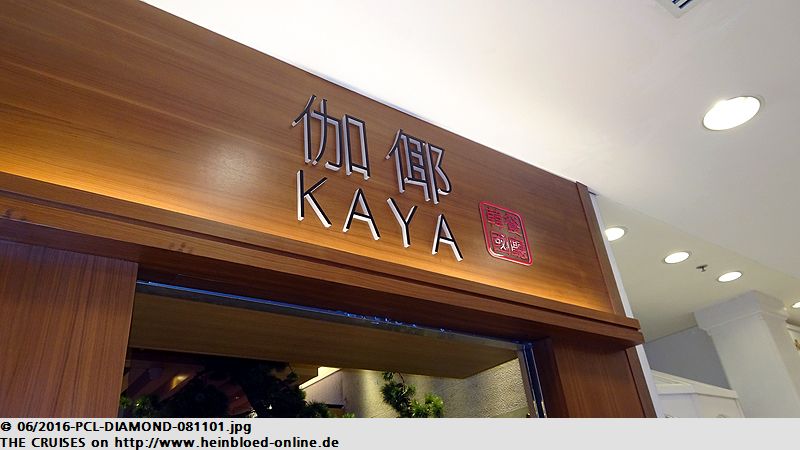 伽倻
KAYA
© 06/2016-PCL-DIAMOND-081101.jpg
THE CRUISES on http://www.heinbloed-online.de